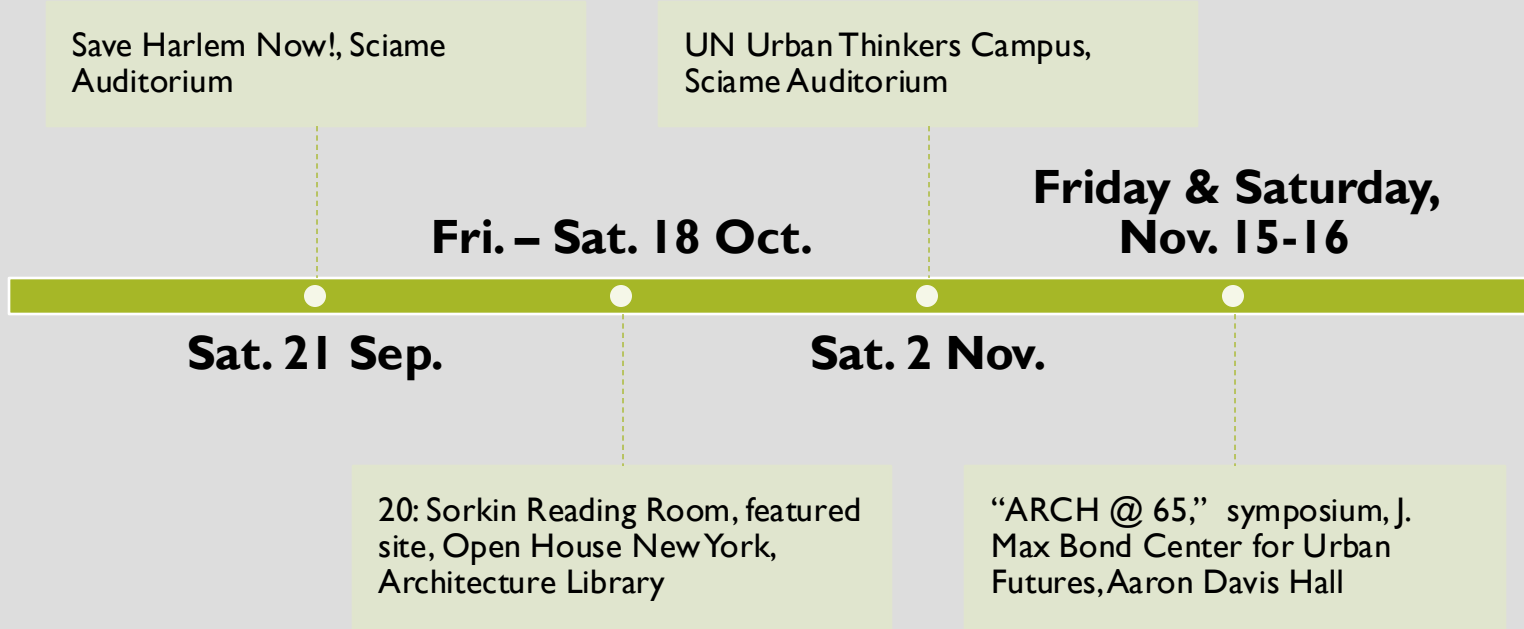 Save Harlem Now!, Sciame
Auditorium
UN Urban Thinkers Campus,
Sciame Auditorium
Friday & Saturday,
Nov. 15-16
Fri. – Sat. 18 Oct.
Sat. 21 Sep.
Sat. 2 Nov.
20: Sorkin Reading Room, featured
site, Open House New York,
Architecture Library
“ARCH @ 65,” symposium, J.
Max Bond Center for Urban
Futures, Aaron Davis Hall